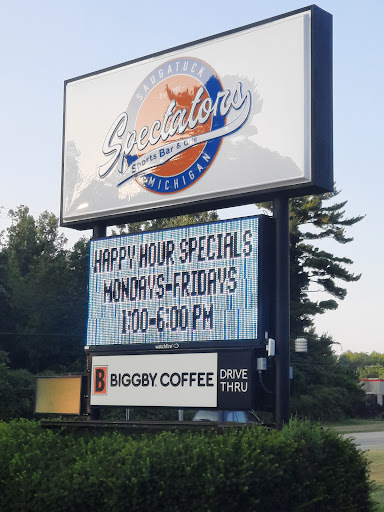 SAUGATUCK
Spectators
Sports Bar & Grill
MICHIGAN
HAPPY HOUR SPECIALS
MONDAYS-FRIDAYS
1:00-6:00 PM
watchfire
B BIGGBY. COFFEE
DRIVE
THRU